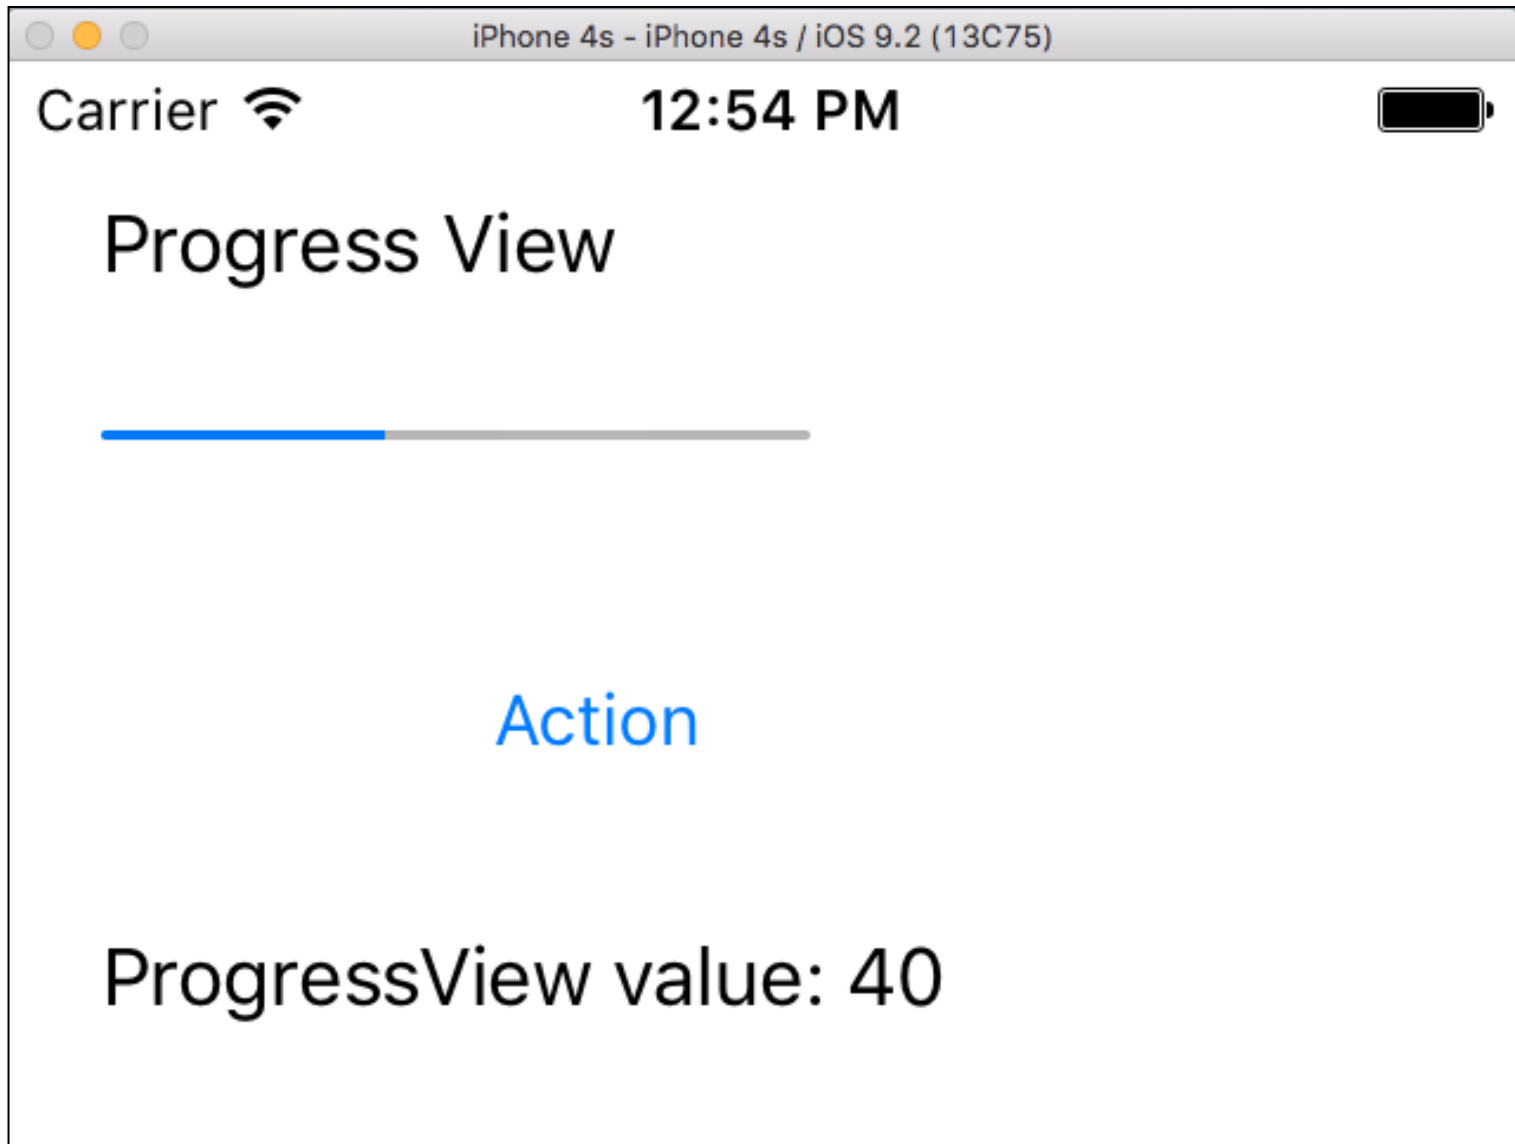 iPhone 4s - iPhone 4s / iOS 9.2 (13C75)
Carrier 12:54 PM
Progress View
Action
ProgressView value: 40